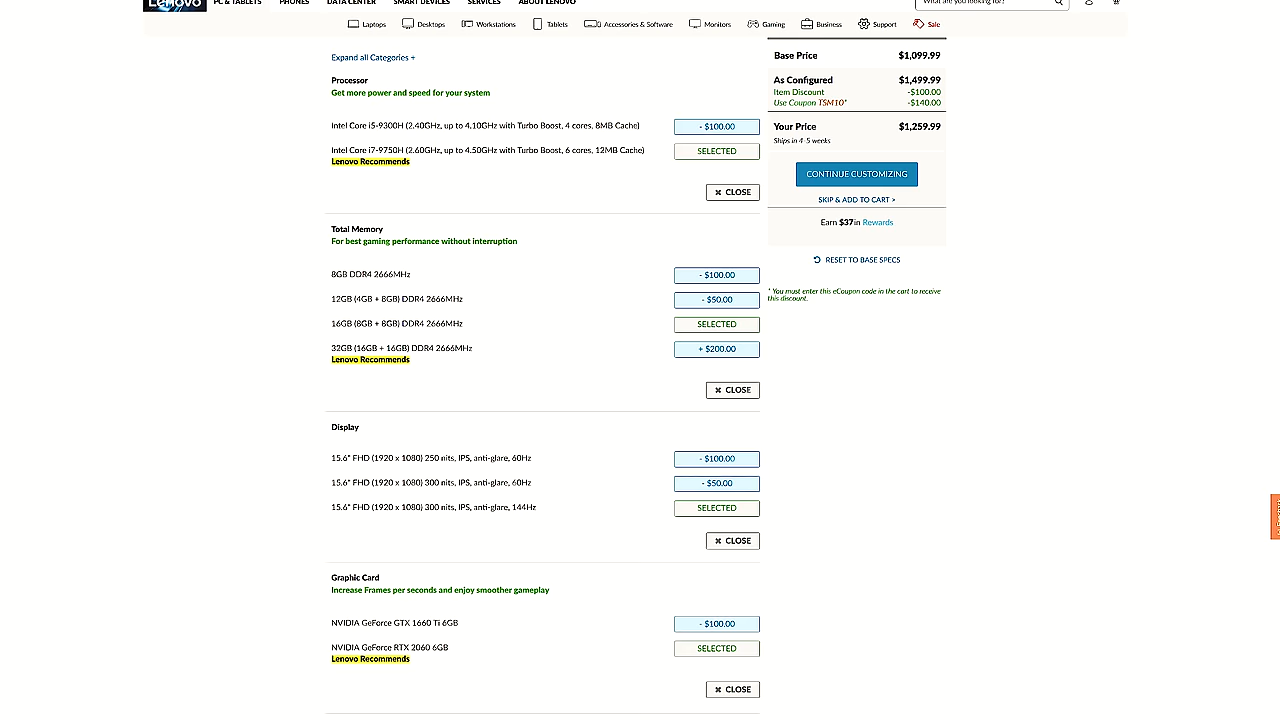 Lenovo PC & TABLETS PHONES DATA CENTER SMART DEVICES SERVICES ABOUT LENOVO What are you looking for?
Laptops Desktops Workstations Tablets Accessories & Software Monitors Gaming Business Support Sale
Expand all Categories +
Processor
Get more power and speed for your system
Intel Core i5-9300H (2.40GHz, up to 4.10GHz with Turbo Boost, 4 cores, 8MB Cache) - $100.00
Intel Core i7-9750H (2.60GHz, up to 4.50GHz with Turbo Boost, 6 cores, 12MB Cache) SELECTED
Lenovo Recommends
✖ CLOSE
Total Memory
For best gaming performance without interruption
8GB DDR4 2666MHz - $100.00
12GB (4GB + 8GB) DDR4 2666MHz - $50.00
16GB (8GB + 8GB) DDR4 2666MHz SELECTED
32GB (16GB + 16GB) DDR4 2666MHz + $200.00
Lenovo Recommends
✖ CLOSE
Display
15.6" FHD (1920 x 1080) 250 nits, IPS, anti-glare, 60Hz - $100.00
15.6" FHD (1920 x 1080) 300 nits, IPS, anti-glare, 60Hz - $50.00
15.6" FHD (1920 x 1080) 300 nits, IPS, anti-glare, 144Hz SELECTED
✖ CLOSE
Graphic Card
Increase Frames per seconds and enjoy smoother gameplay
NVIDIA GeForce GTX 1660 Ti 6GB - $100.00
NVIDIA GeForce RTX 2060 6GB SELECTED
Lenovo Recommends
✖ CLOSE
Base Price $1,099.99
As Configured $1,499.99
Item Discount -$100.00
Use Coupon TSM10* -$140.00
Your Price $1,259.99
Ships in 4-5 weeks
CONTINUE CUSTOMIZING
SKIP & ADD TO CART >
Earn $37 in Rewards
RESET TO BASE SPECS
* You must enter this eCoupon code in the cart to receive
this discount.